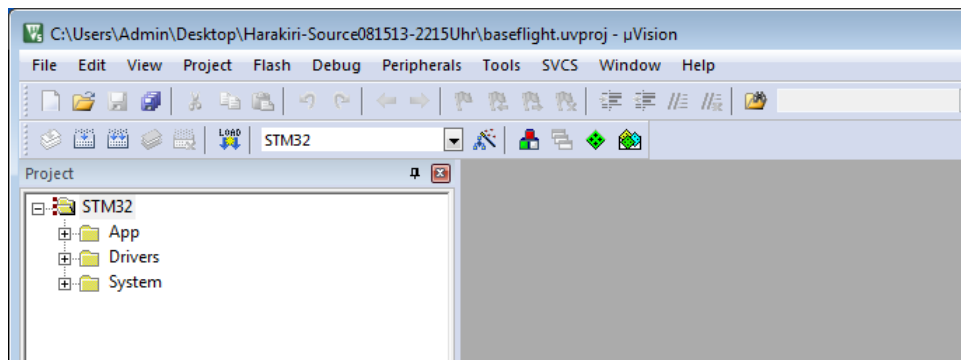 C:\Users\Admin\Desktop\Harakiri-Source081513-2215Uhr\baseflight.uvproj - µVision
File Edit View Project Flash Debug Peripherals Tools SVCS Window Help
LOAD STM32
Project
STM32
App
Drivers
System